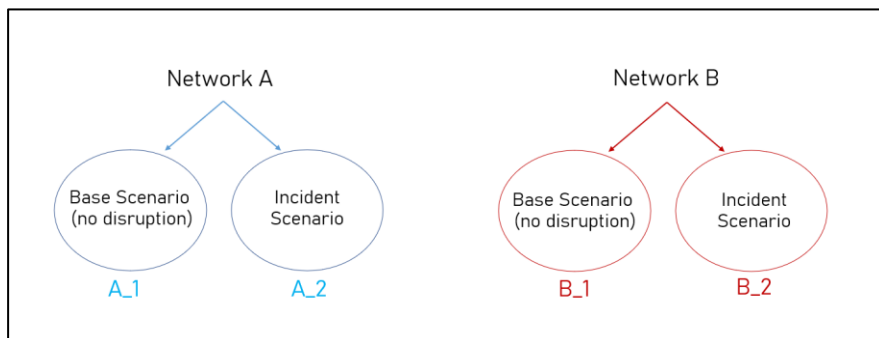 Network A
Network B
Base Scenario
(no disruption)
Incident
Scenario
Base Scenario
(no disruption)
Incident
Scenario
A_1
A_2
B_1
B_2